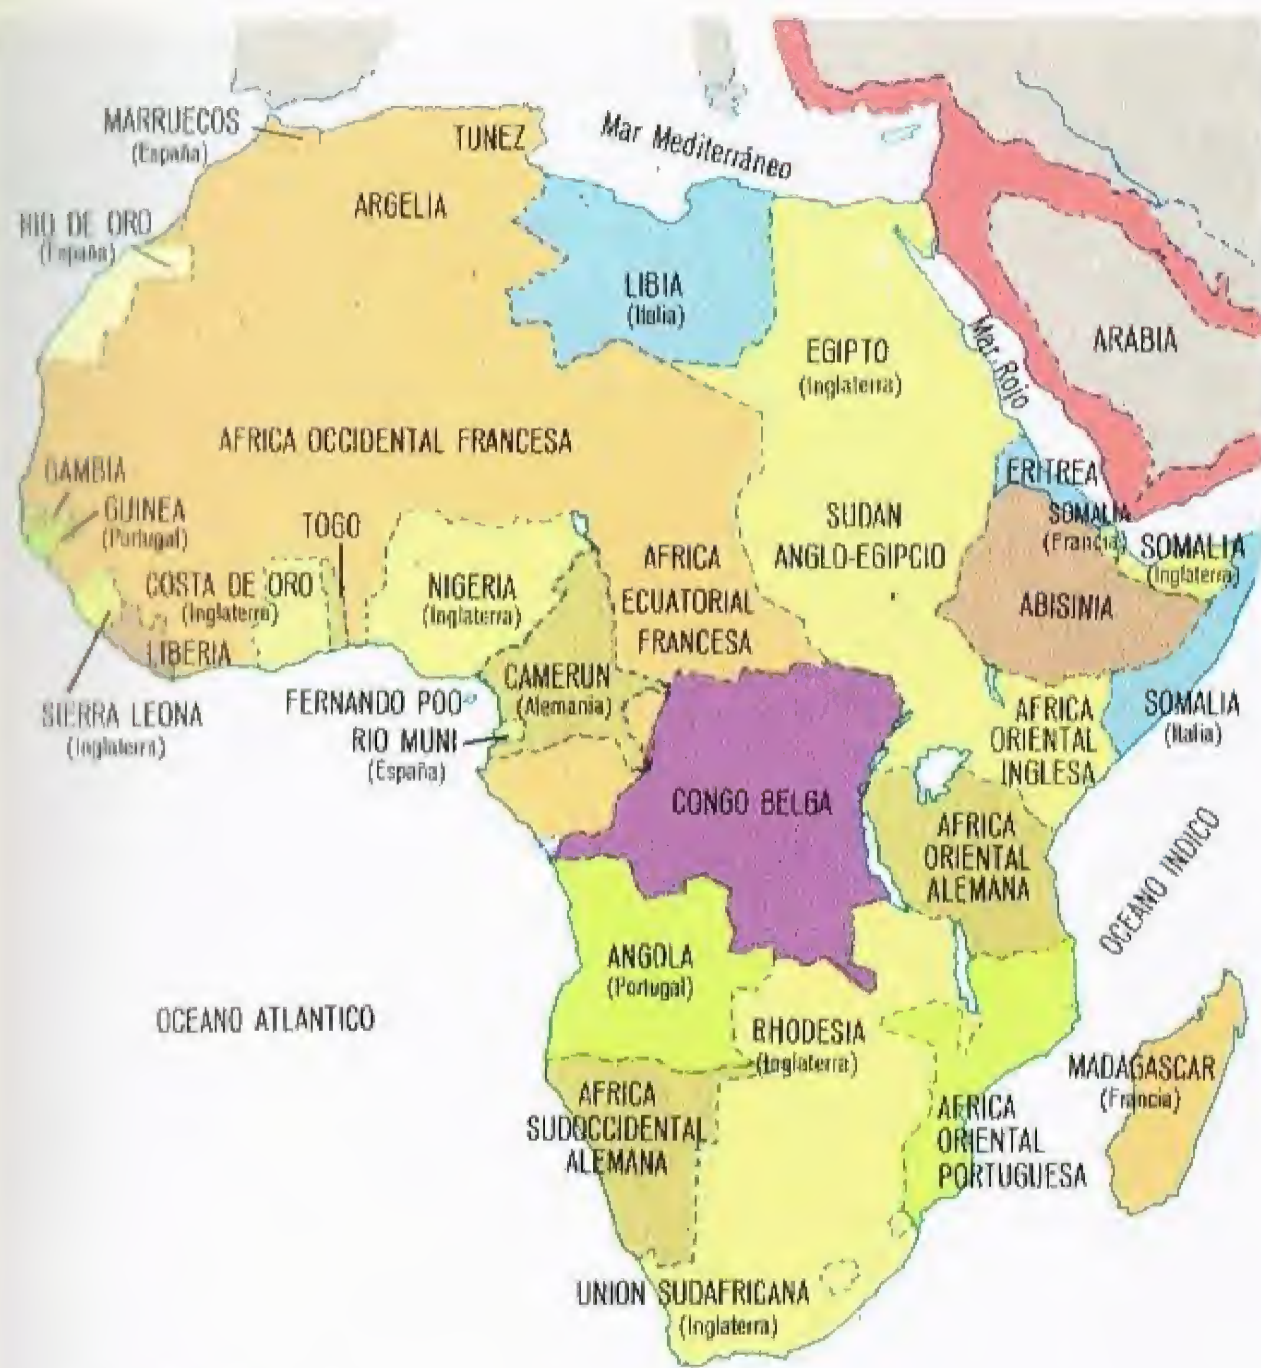 MARRUECOS
(España)
TUNEZ
Mar Mediterráneo
ARGELIA
RIO DE ORO
(España)
LIBIA
(Italia)
EGIPTO
(Inglaterra)
Mar Rojo
ARABIA
AFRICA OCCIDENTAL FRANCESA
GAMBIA
GUINEA
(Portugal)
TOGO
COSTA DE ORO
(Inglaterra)
LIBERIA
SIERRA LEONA
(Inglaterra)
NIGERIA
(Inglaterra)
AFRICA
ECUATORIAL
FRANCESA
SUDAN
ANGLO-EGIPCIO
ERITREA
SOMALIA
(Francia)
SOMALIA
(Inglaterra)
ABISINIA
CAMERUN
(Alemania)
FERNANDO POO
RIO MUNI
(España)
AFRICA
ORIENTAL
INGLESA
SOMALIA
(Italia)
CONGO BELGA
AFRICA
ORIENTAL
ALEMANA
OCEANO INDICO
ANGOLA
(Portugal)
OCEANO ATLANTICO
RHODESIA
(Inglaterra)
MADAGASCAR
(Francia)
AFRICA
SUDOCCIDENTAL
ALEMANA
AFRICA
ORIENTAL
PORTUGUESA
UNION SUDAFRICANA
(Inglaterra)